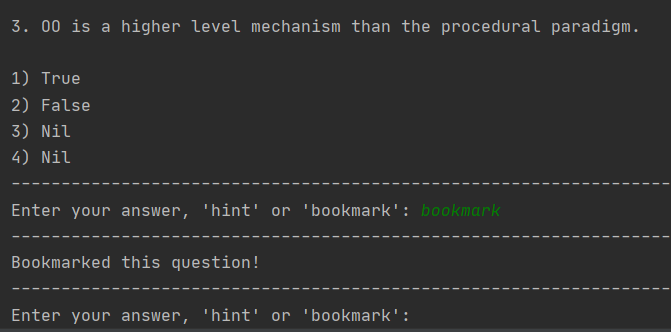 3. OO is a higher level mechanism than the procedural paradigm.
1) True
2) False
3) Nil
4) Nil
------------------------------------------------------------------
Enter your answer, 'hint' or 'bookmark': bookmark
------------------------------------------------------------------
Bookmarked this question!
------------------------------------------------------------------
Enter your answer, 'hint' or 'bookmark':